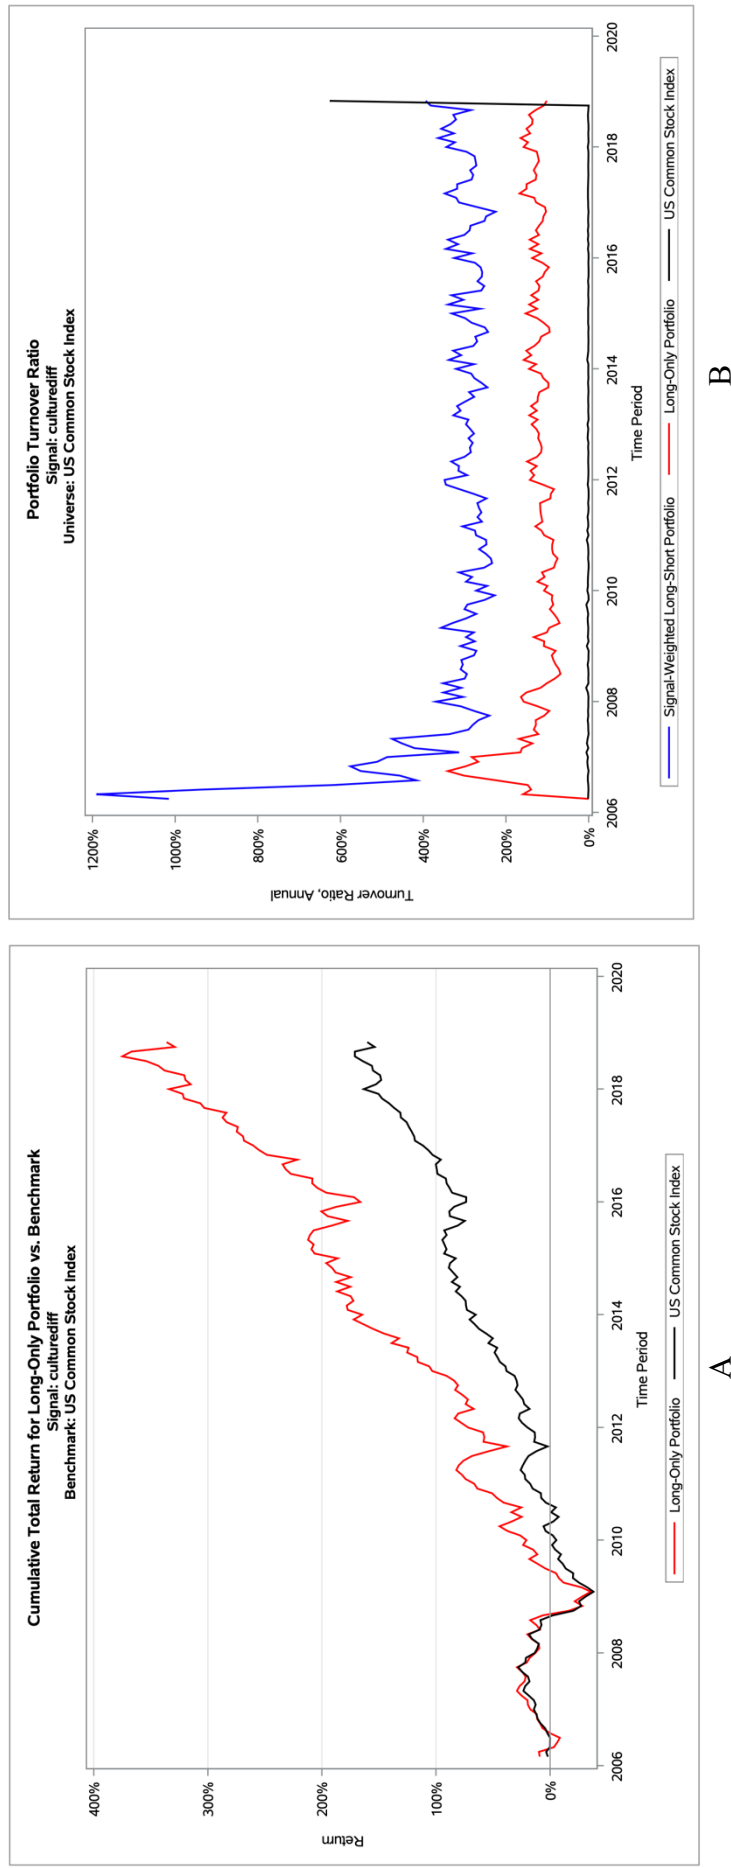 Cumulative Total Return for Long-Only Portfolio vs. Benchmark
Signal: culturediff
Benchmark: US Common Stock Index
400%
300%
200%
100%
0%
Return
2006
2008
2010
2012
2014
2016
2018
2020
Time Period
Long-Only Portfolio
US Common Stock Index
A
Portfolio Turnover Ratio
Signal: culturediff
Universe: US Common Stock Index
1200%
1000%
800%
600%
400%
200%
0%
Turnover Ratio, Annual
2006
2008
2010
2012
2014
2016
2018
2020
Time Period
Signal-Weighted Long-Short Portfolio
Long-Only Portfolio
US Common Stock Index
B